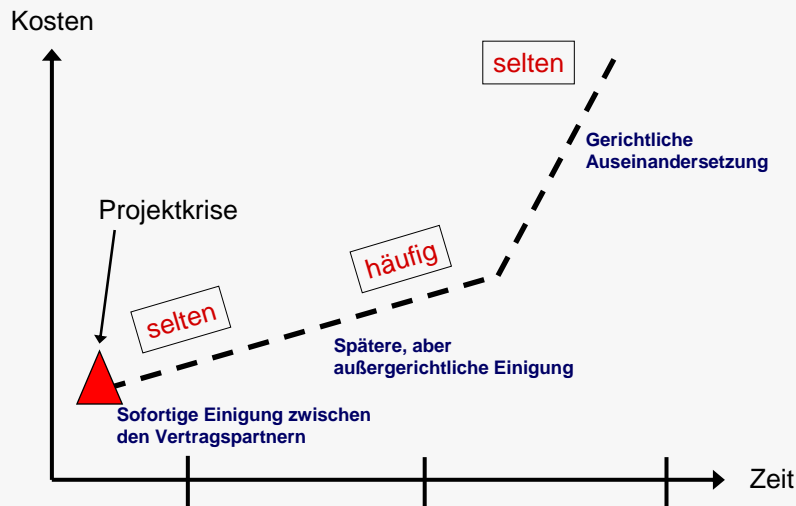 Kosten
selten
Gerichtliche
Auseinandersetzung
Projektkrise
häufig
selten
Spätere, aber
außergerichtliche Einigung
Sofortige Einigung zwischen
den Vertragspartnern
Zeit